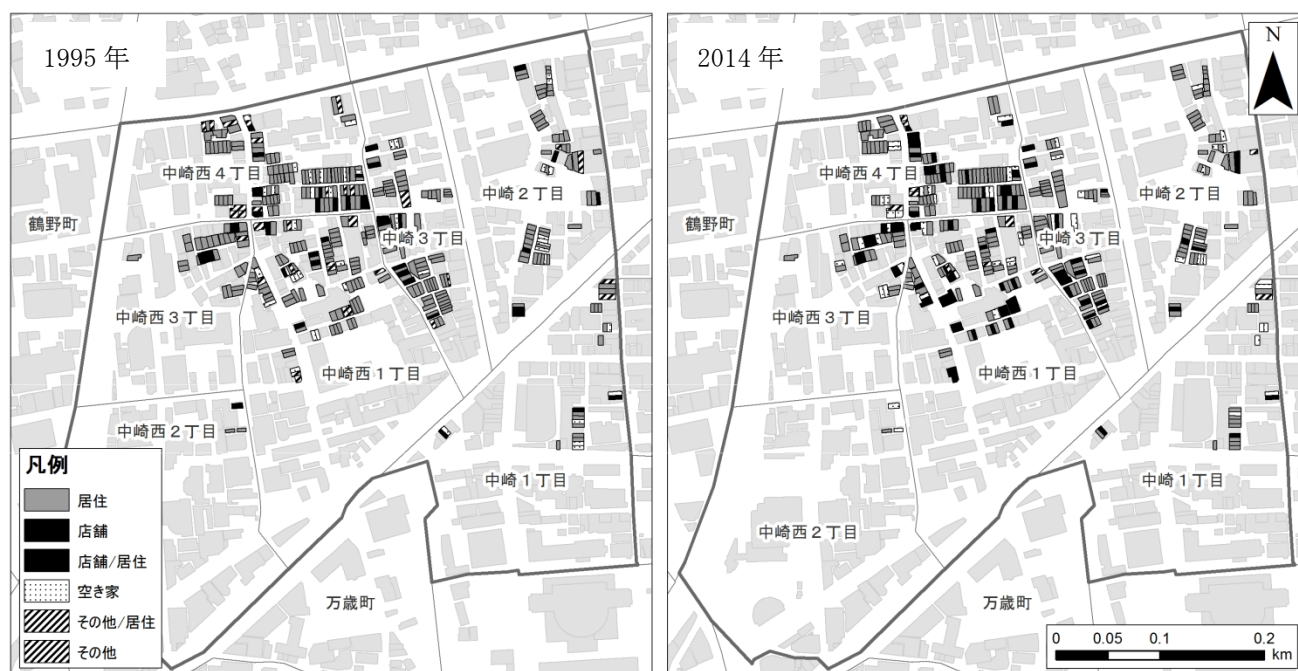 1995 年
中崎西4丁目
鶴野町
中崎2丁目
中崎3丁目
中崎西3丁目
中崎西1丁目
中崎西2丁目
中崎1丁目
万歳町
凡例
居住
店舗
店舗/居住
空き家
その他/居住
その他
2014 年
N
中崎西4丁目
鶴野町
中崎2丁目
中崎3丁目
中崎西3丁目
中崎西1丁目
中崎1丁目
中崎西2丁目
万歳町
0 0.05 0.1 0.2
km